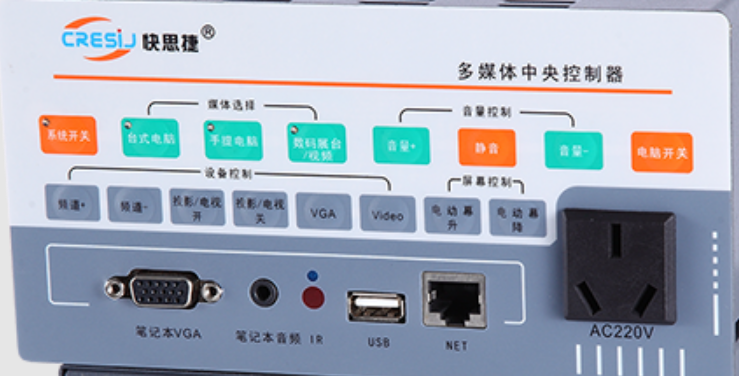 CRESIJ 快思捷®
多媒体中央控制器
媒体选择
音量控制
系统开关
台式电脑
手提电脑
数码展台
/视频
音量+
静音
音量-
电脑开关
设备控制
屏幕控制
频道+
频道-
投影/电视
开
投影/电视
关
VGA
Video
电动幕
升
电动幕
降
笔记本VGA
笔记本音频
IR
USB
NET
AC220V